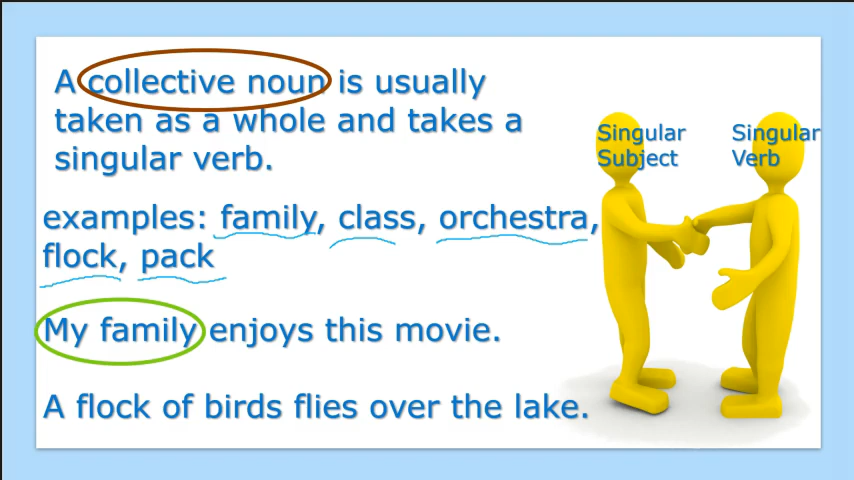 A collective noun is usually
taken as a whole and takes a
singular verb.
Singular
Subject
Singular
Verb
examples: family, class, orchestra,
flock, pack
My family enjoys this movie.
A flock of birds flies over the lake.